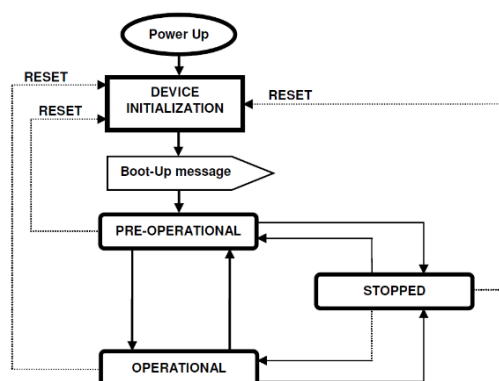 Power Up
RESET
DEVICE
INITIALIZATION
RESET
RESET
Boot-Up message
PRE-OPERATIONAL
STOPPED
OPERATIONAL